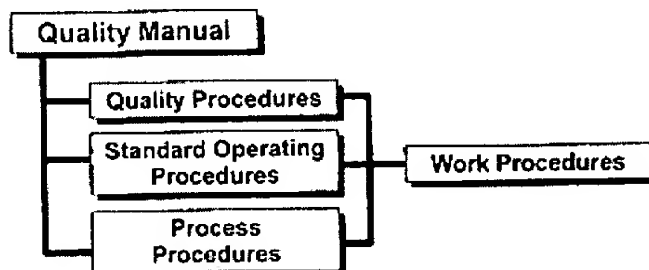 Quality Manual
Quality Procedures
Standard Operating
Procedures
Work Procedures
Process
Procedures